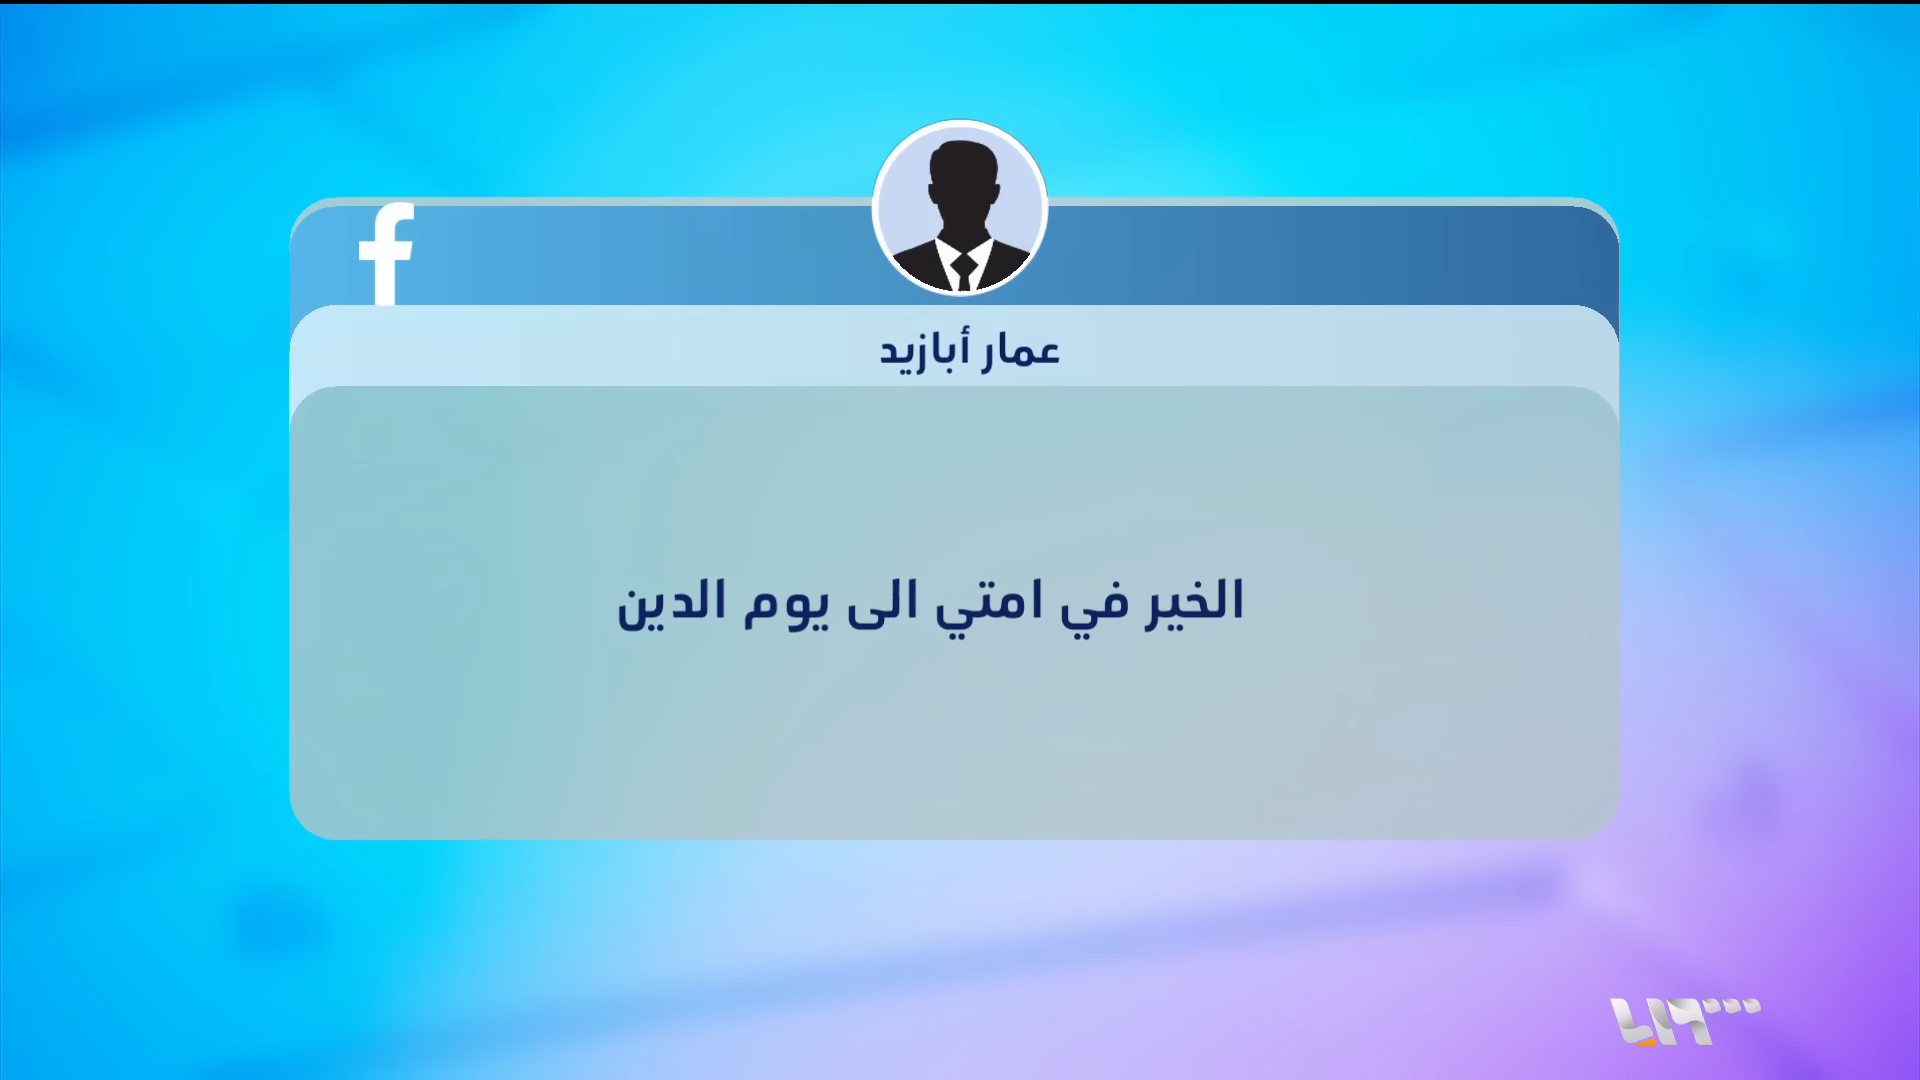 عمار أبازيد
الخير في امتي الى يوم الدين